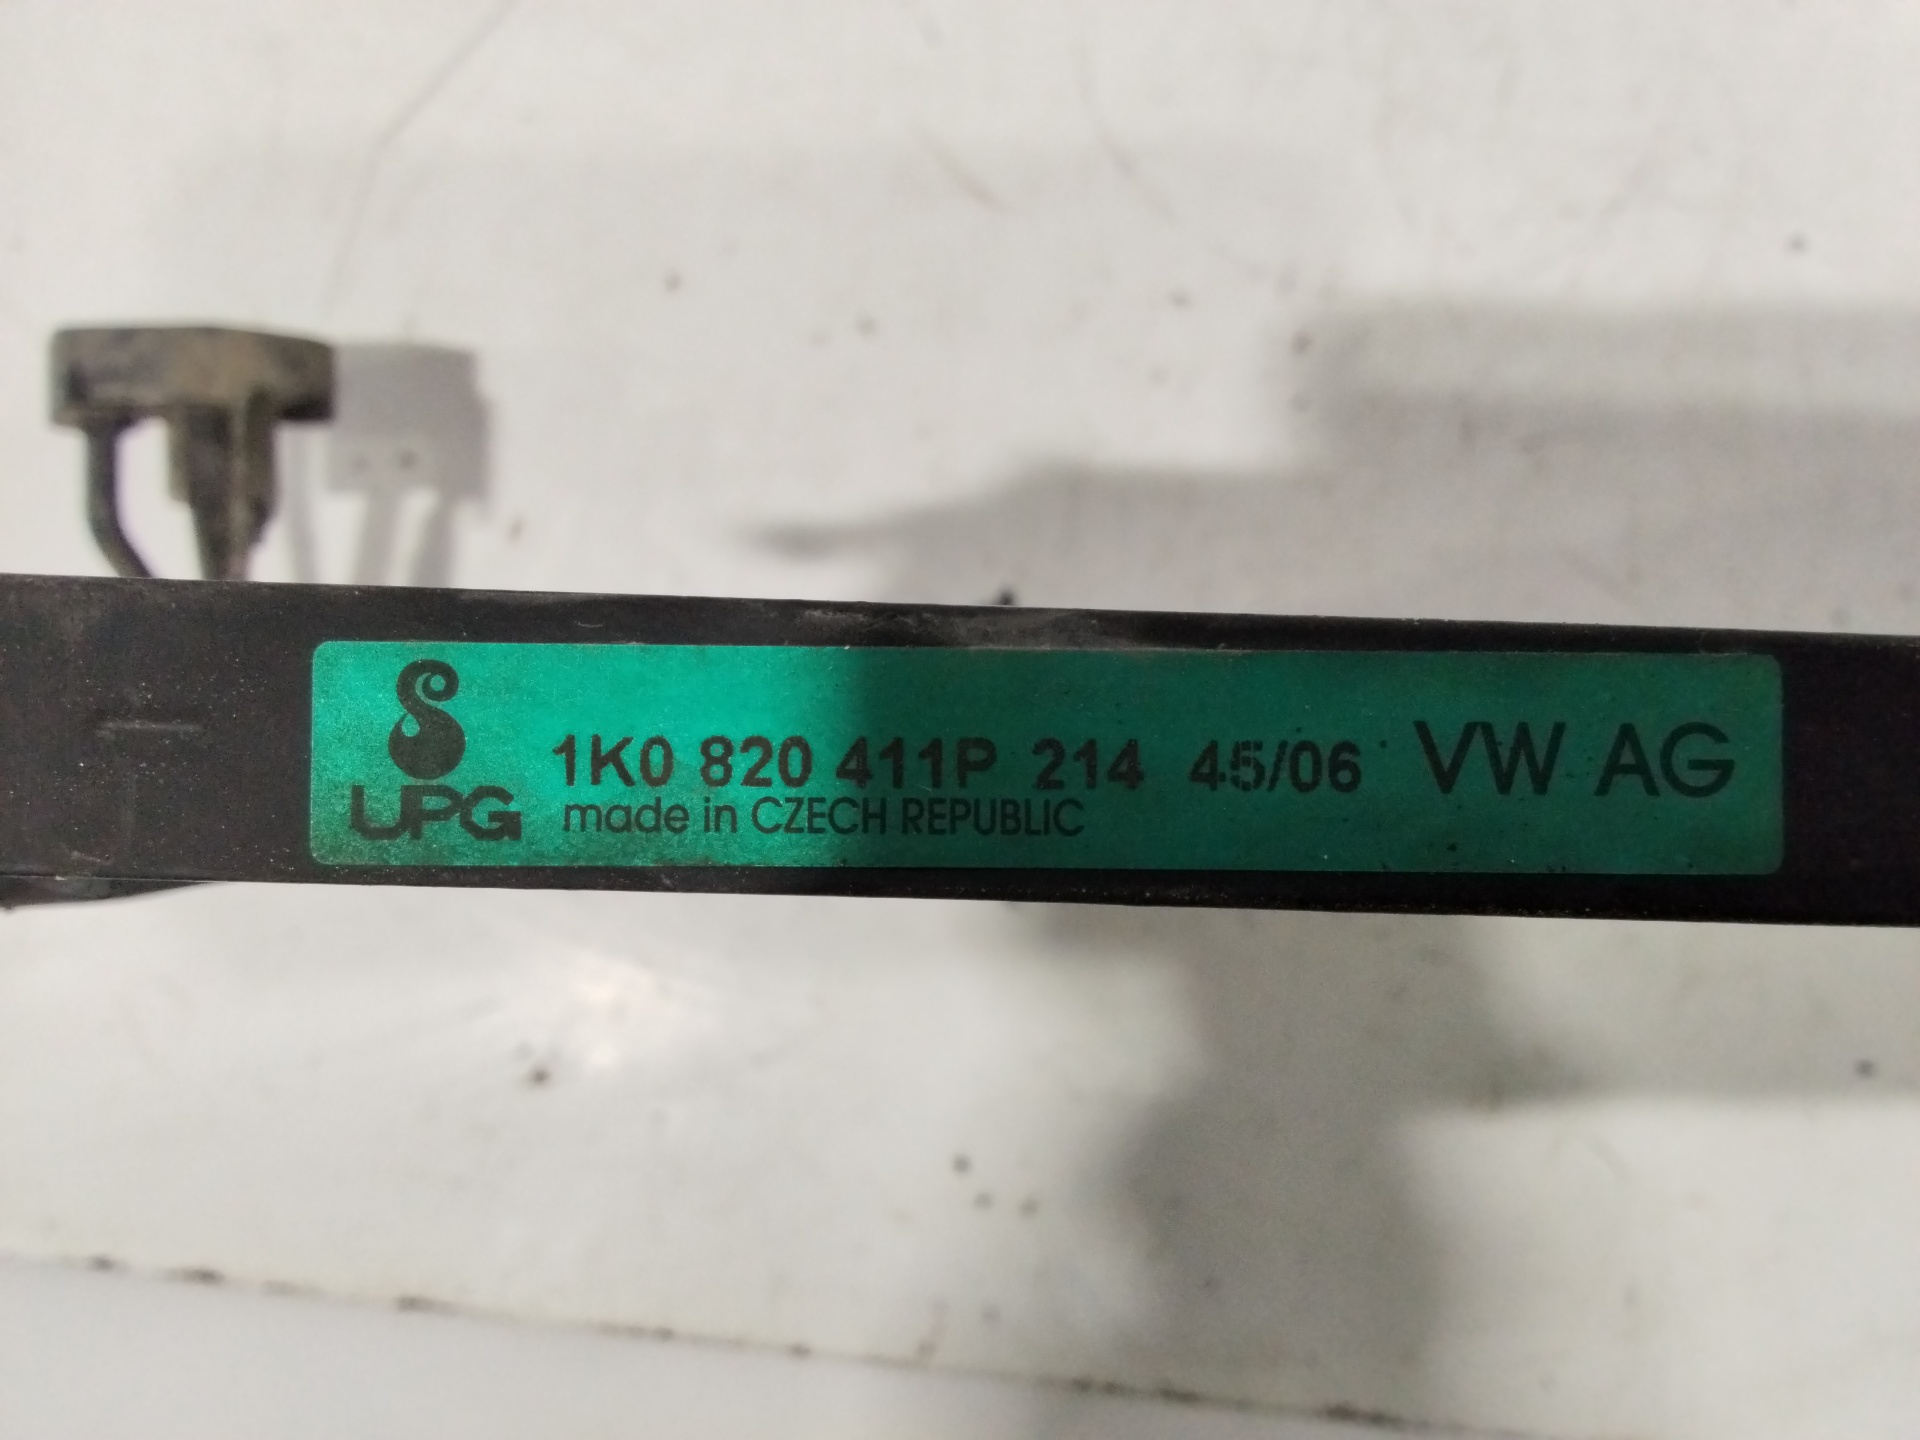 1K0 820 411P 214 45/06 VW AG
UPG made in CZECH REPUBLIC